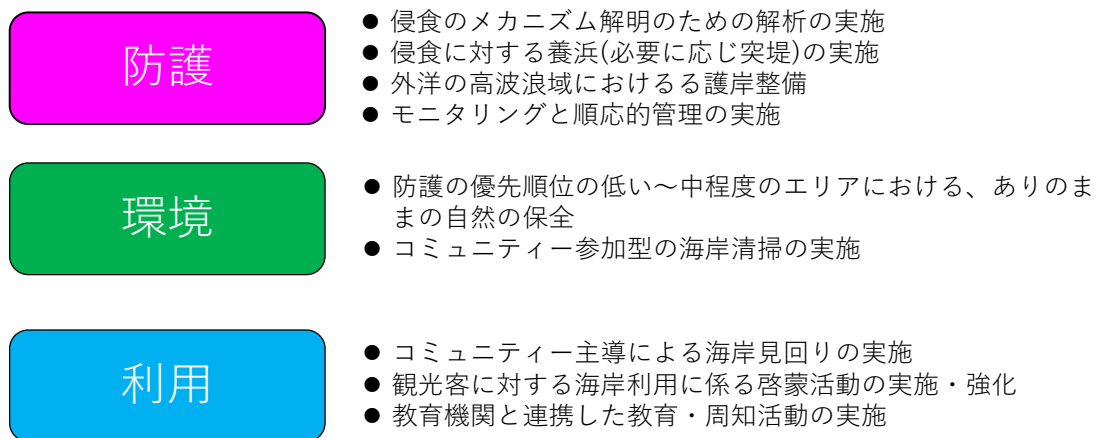 防護
● 侵食のメカニズム解明のための解析の実施
● 侵食に対する養浜(必要に応じ突堤)の実施
● 外洋の高波浪域におけるる護岸整備
● モニタリングと順応的管理の実施
環境
● 防護の優先順位の低い～中程度のエリアにおける、ありのま
まの自然の保全
● コミュニティー参加型の海岸清掃の実施
利用
● コミュニティー主導による海岸見回りの実施
● 観光客に対する海岸利用に係る啓蒙活動の実施・強化
● 教育機関と連携した教育・周知活動の実施